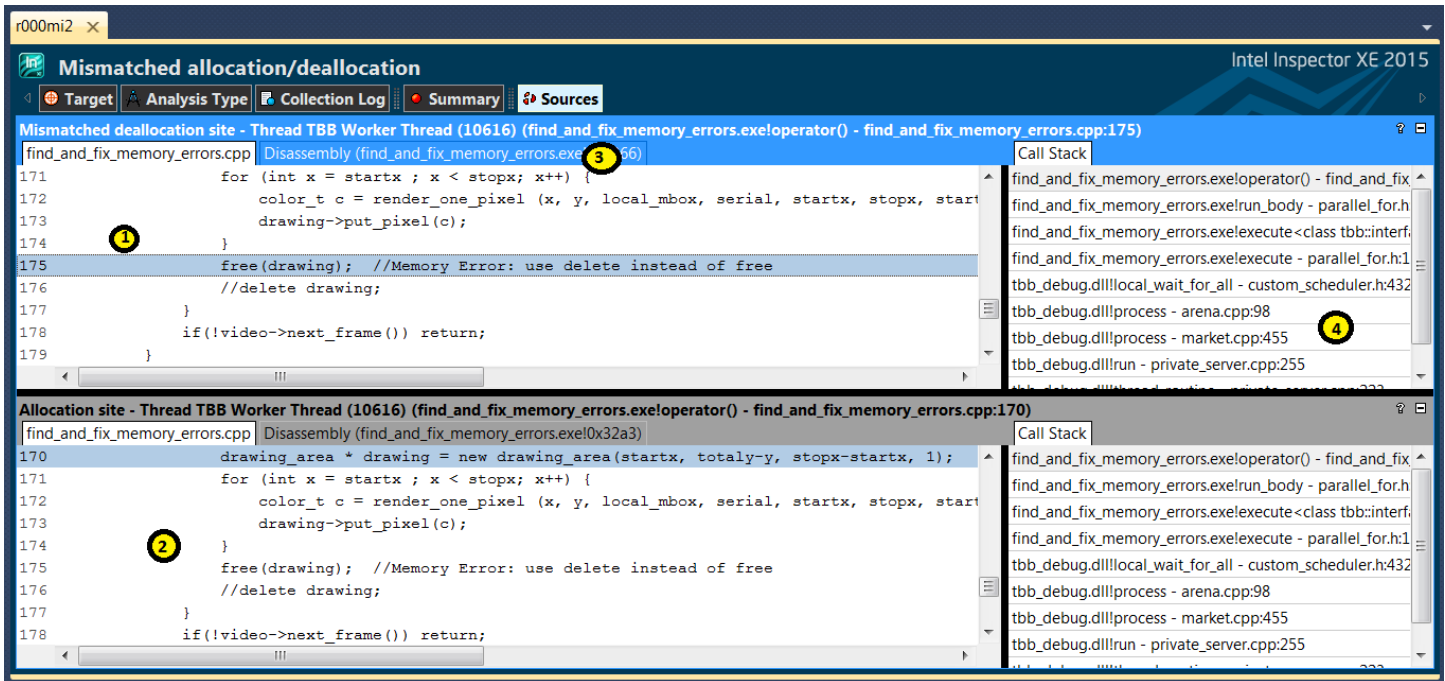 r000mi2
Mismatched allocation/deallocation
Intel Inspector XE 2015
Target Analysis Type Collection Log Summary Sources
Mismatched deallocation site - Thread TBB Worker Thread (10616) (find_and_fix_memory_errors.exe!operator() - find_and_fix_memory_errors.cpp:175)
find_and_fix_memory_errors.cpp Disassembly (find_and_fix_memory_errors.exe 3 66)
171 for (int x = startx ; x < stopx; x++) {
172 color_t c = render_one_pixel (x, y, local_mbox, serial, startx, stopx, start
173 drawing->put_pixel(c);
1
174 }
175 free(drawing); //Memory Error: use delete instead of free
176 //delete drawing;
177 }
178 if(!video->next_frame()) return;
179 }
Call Stack
find_and_fix_memory_errors.exe!operator() - find_and_fix_
find_and_fix_memory_errors.exe!run_body - parallel_for.h
find_and_fix_memory_errors.exe!execute<class tbb::interf
find_and_fix_memory_errors.exe!execute - parallel_for.h:1
tbb_debug.dll!local_wait_for_all - custom_scheduler.h:432
tbb_debug.dll!process - arena.cpp:98
4
tbb_debug.dll!process - market.cpp:455
tbb_debug.dll!run - private_server.cpp:255
Allocation site - Thread TBB Worker Thread (10616) (find_and_fix_memory_errors.exe!operator() - find_and_fix_memory_errors.cpp:170)
find_and_fix_memory_errors.cpp Disassembly (find_and_fix_memory_errors.exe!0x32a3)
170 drawing_area * drawing = new drawing_area(startx, totaly-y, stopx-startx, 1);
171 for (int x = startx ; x < stopx; x++) {
172 color_t c = render_one_pixel (x, y, local_mbox, serial, startx, stopx, start
173 drawing->put_pixel(c);
2
174 }
175 free(drawing); //Memory Error: use delete instead of free
176 //delete drawing;
177 }
178 if(!video->next_frame()) return;
Call Stack
find_and_fix_memory_errors.exe!operator() - find_and_fix_
find_and_fix_memory_errors.exe!run_body - parallel_for.h
find_and_fix_memory_errors.exe!execute<class tbb::interf
find_and_fix_memory_errors.exe!execute - parallel_for.h:1
tbb_debug.dll!local_wait_for_all - custom_scheduler.h:432
tbb_debug.dll!process - arena.cpp:98
tbb_debug.dll!process - market.cpp:455
tbb_debug.dll!run - private_server.cpp:255